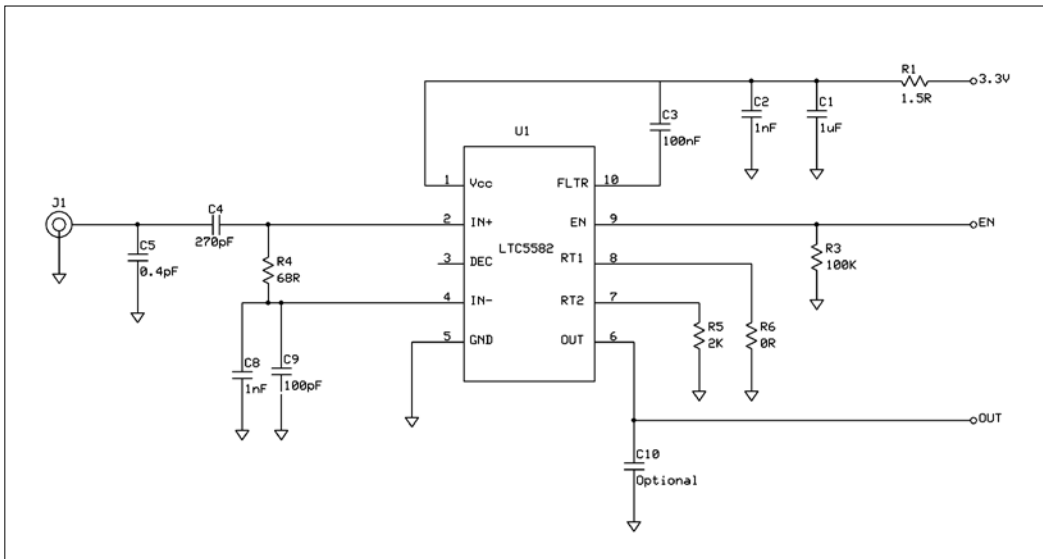 R1
3.3V
1.5R
C3
100nF
C2
1nF
C1
1uF
U1
1 Vcc FLTR 10
J1
C4
270pF
2 IN+ EN 9
EN
C5
0.4pF
R4
68R
3 DEC LTC5582 RT1 8
R3
100K
4 IN- RT2 7
5 GND OUT 6
R5
2K
R6
0R
C8
1nF
C9
100pF
OUT
C10
Optional